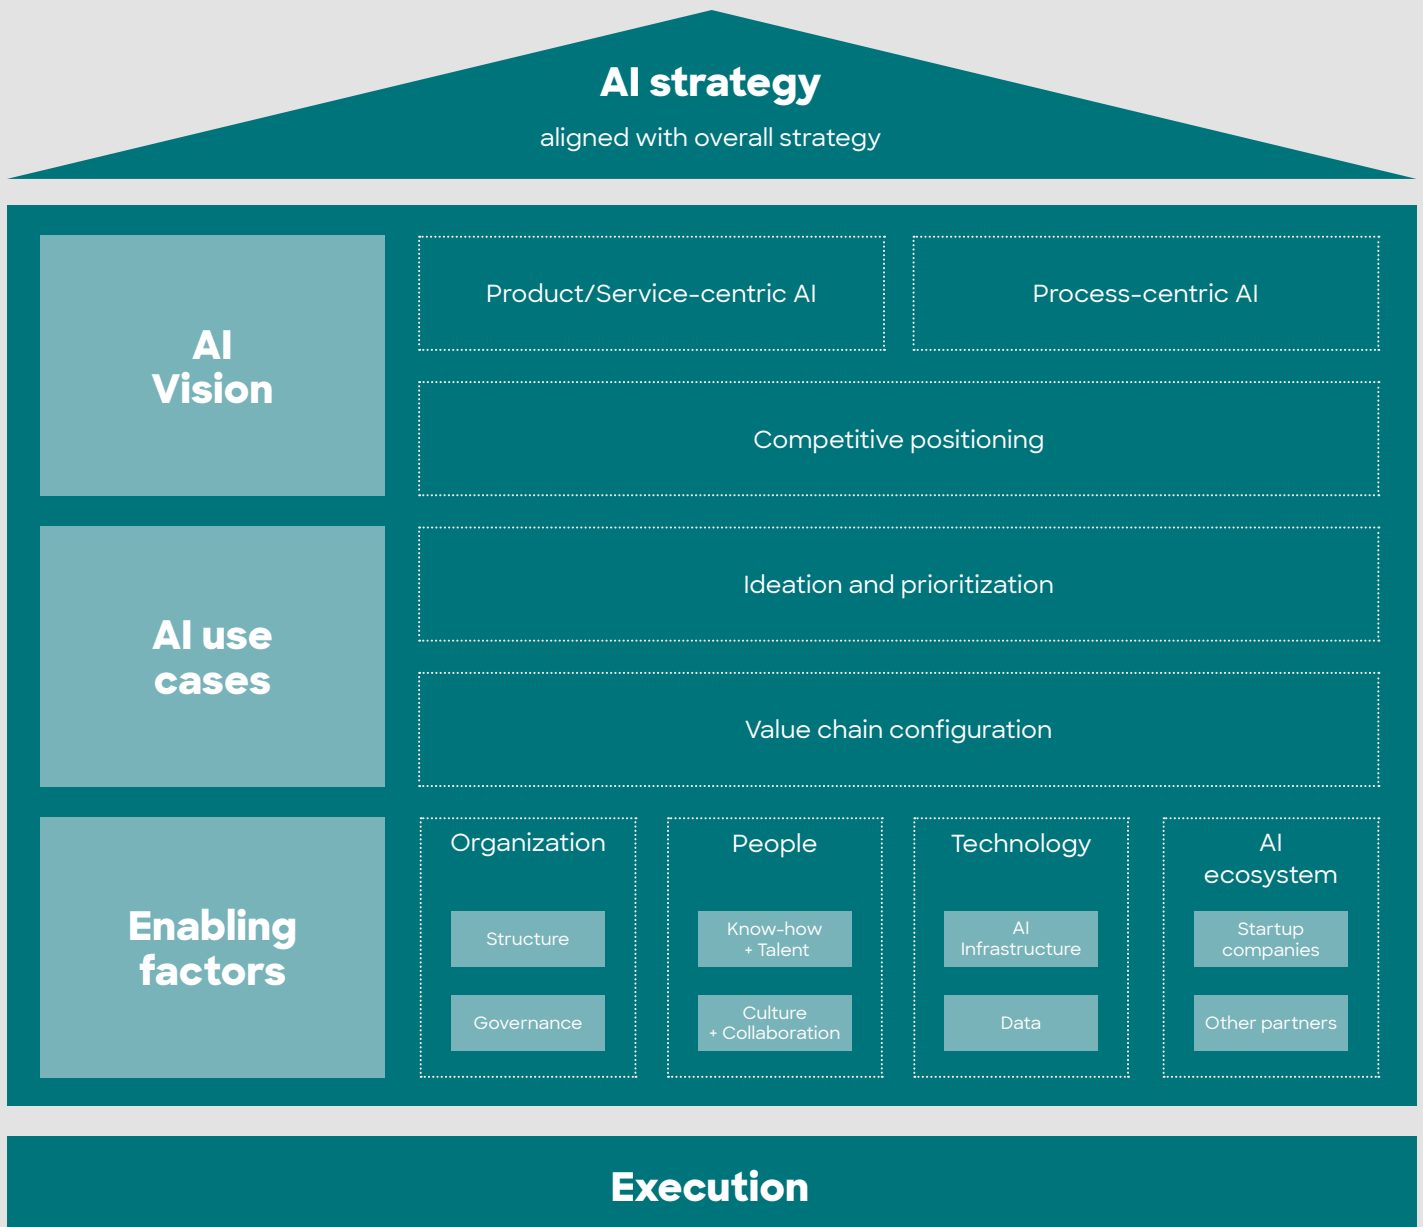 AI strategy
aligned with overall strategy
AI
Vision
Product/Service-centric AI
Process-centric AI
Competitive positioning
AI use
cases
Ideation and prioritization
Value chain configuration
Enabling
factors
Organization
Structure
Governance
People
Know-how
+ Talent
Culture
+ Collaboration
Technology
AI
Infrastructure
Data
AI
ecosystem
Startup
companies
Other partners
Execution